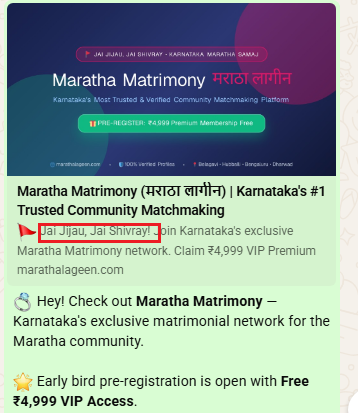 🚩 JAI JIJAU, JAI SHIVRAY • KARNATAKA MARATHA SAMAJ
Maratha Matrimony मराठा लागीन
Karnataka's Most Trusted & Verified Community Matchmaking Platform
🎁 PRE-REGISTER: ₹4,999 Premium Membership Free
marathalageen.com • 100% Verified Profiles • Belagavi • Hubballi • Bengaluru • Dharwad
Maratha Matrimony (मराठा लागीन) | Karnataka's #1
Trusted Community Matchmaking
🚩 Jai Jijau, Jai Shivray! Join Karnataka's exclusive
Maratha Matrimony network. Claim ₹4,999 VIP Premium
marathalageen.com
💍 Hey! Check out Maratha Matrimony —
Karnataka's exclusive matrimonial network for the
Maratha community.
🌟 Early bird pre-registration is open with Free
₹4,999 VIP Access.